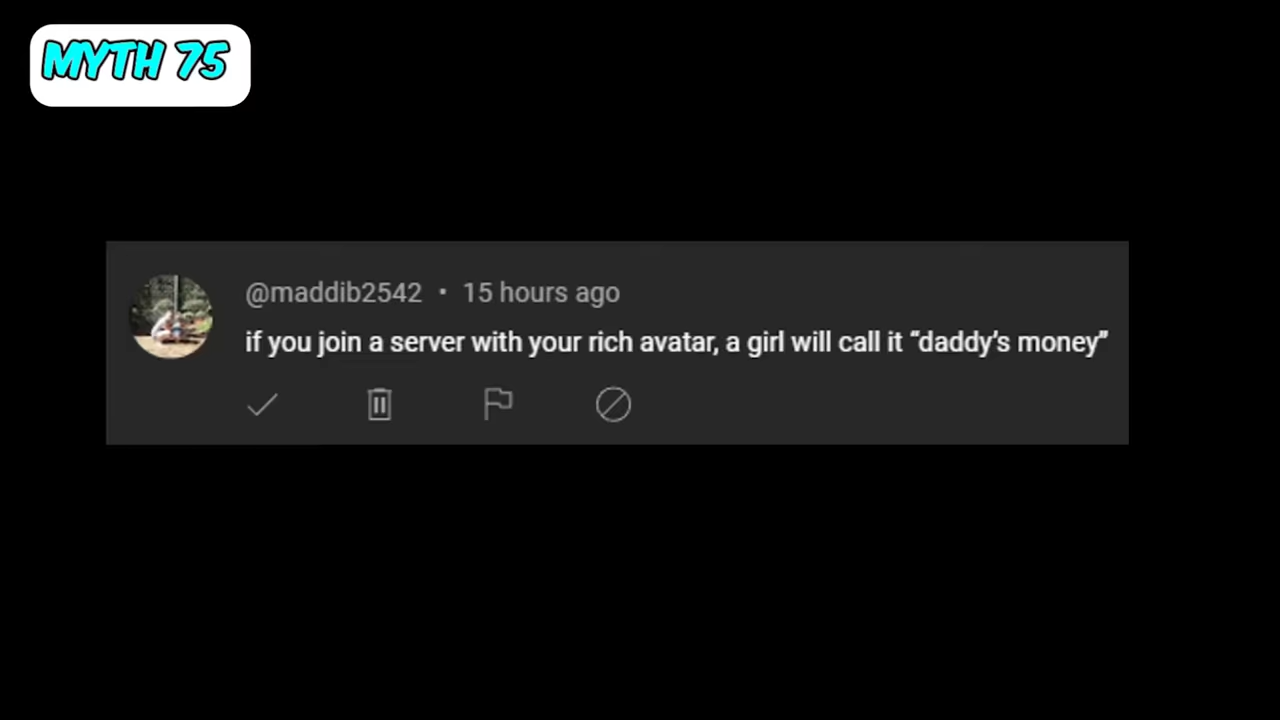 MYTH 75
@maddib2542 • 15 hours ago
if you join a server with your rich avatar, a girl will call it “daddy’s money”